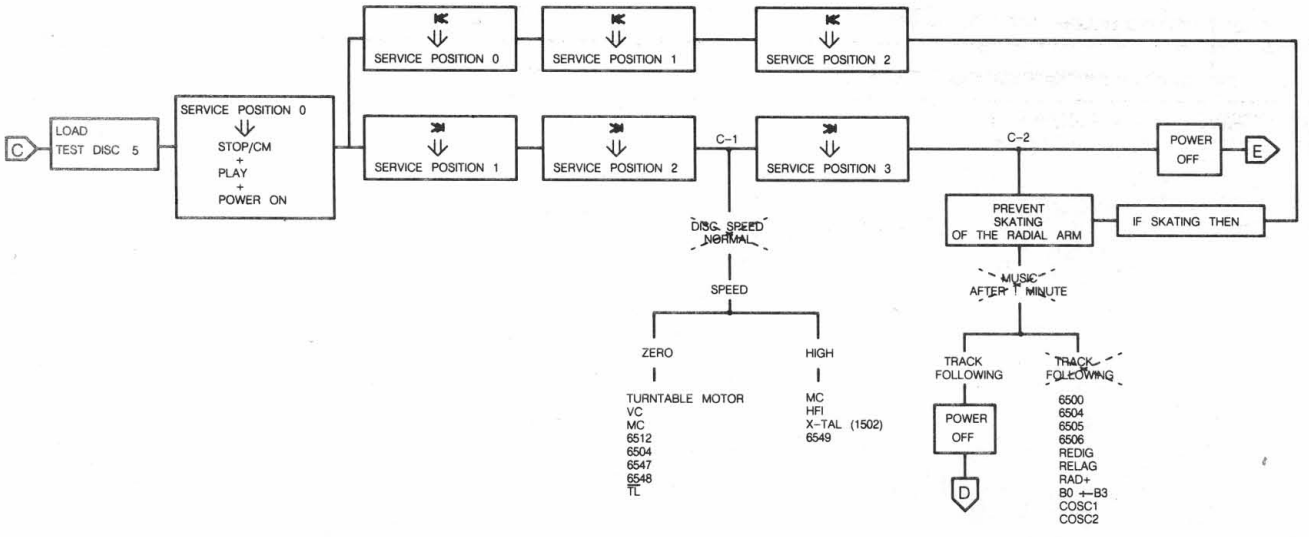 SERVICE POSITION 0
SERVICE POSITION 1
SERVICE POSITION 2
C
LOAD
TEST DISC 5
SERVICE POSITION 0
STOP/CM
+
PLAY
+
POWER ON
SERVICE POSITION 1
SERVICE POSITION 2
C-1
SERVICE POSITION 3
C-2
POWER
OFF
E
DISC SPEED
NORMAL
SPEED
ZERO
TURNTABLE MOTOR
VC
MC
6512
6504
6547
6548
TL
HIGH
MC
HFI
X-TAL (1502)
6549
PREVENT
SKATING
OF THE RADIAL ARM
IF SKATING THEN
MUSIC
AFTER 1 MINUTE
TRACK
FOLLOWING
POWER
OFF
D
TRACK
FOLLOWING
6500
6504
6505
6506
REDIG
RELAG
RAD+
B0 ÷ B3
COSC1
COSC2